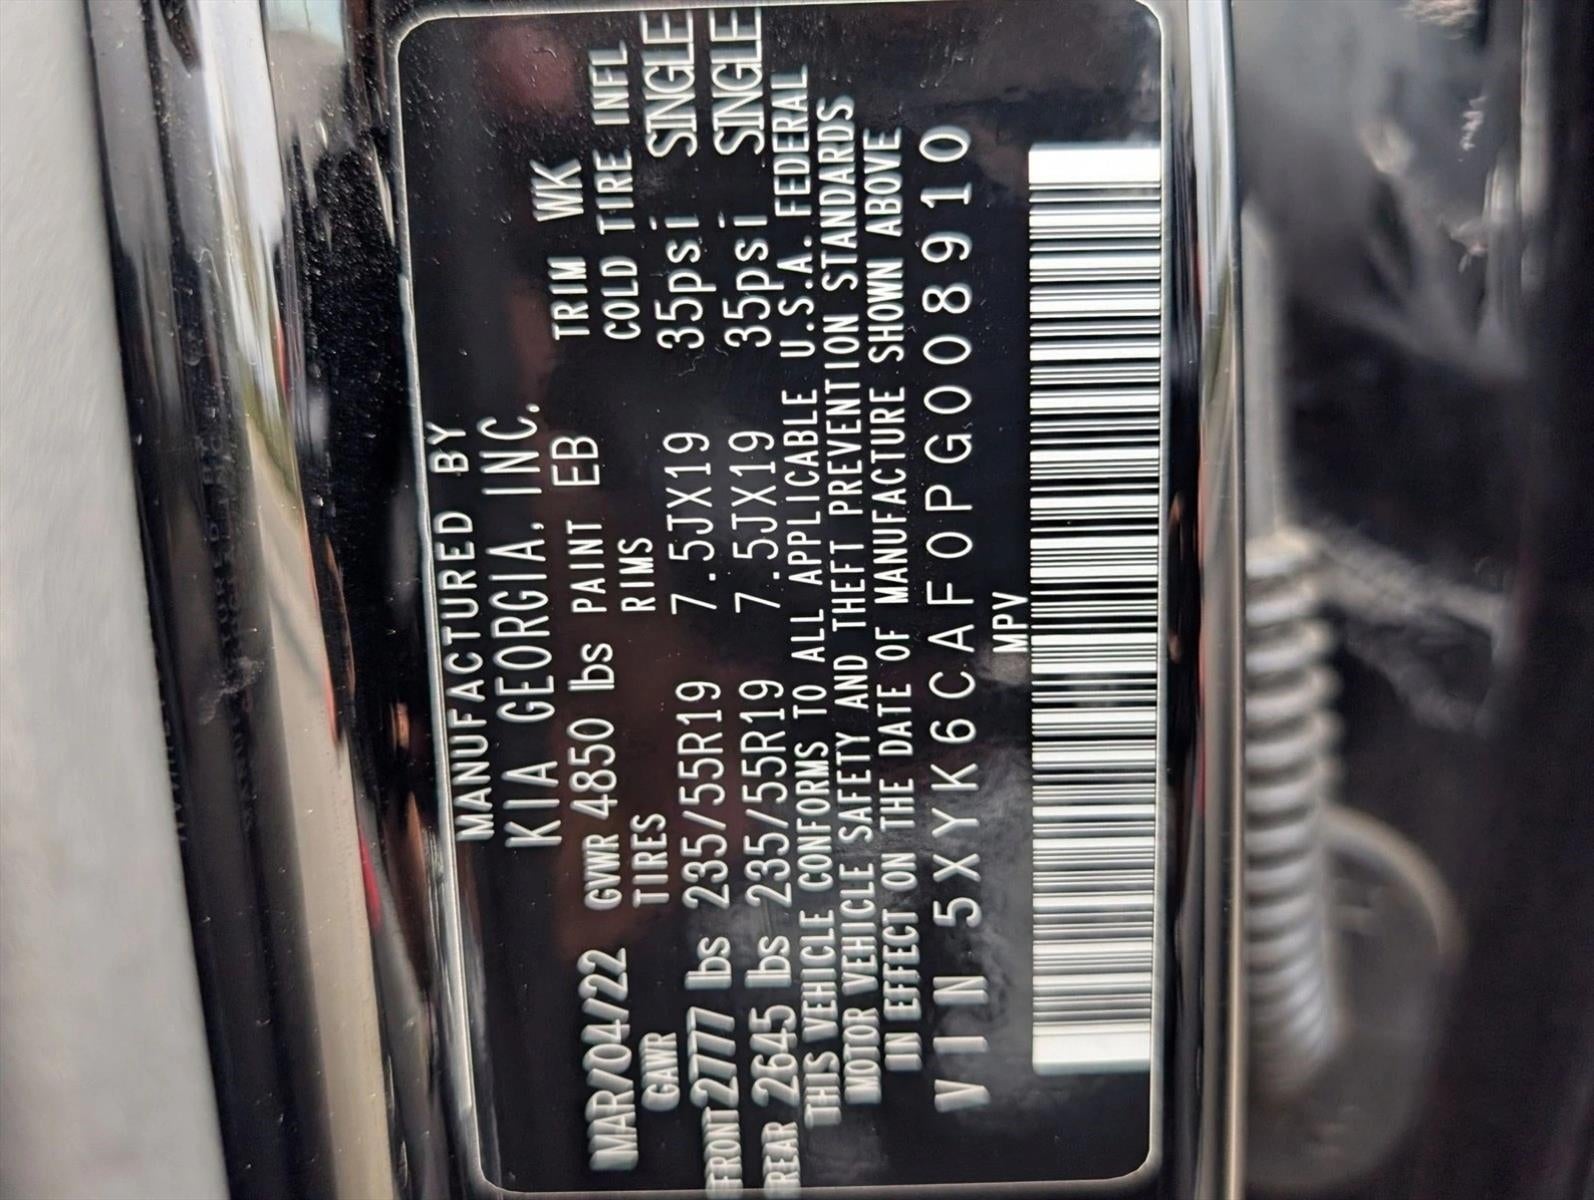 MANUFACTURED BY
KIA GEORGIA, INC.
MAR/04/22 GVWR 4850 lbs PAINT EB TRIM WK
GAWR TIRES RIMS COLD TIRE INFL
FRONT 2777 lbs 235/55R19 7.5JX19 35psi SINGLE
REAR 2645 lbs 235/55R19 7.5JX19 35psi SINGLE
THIS VEHICLE CONFORMS TO ALL APPLICABLE U.S.A. FEDERAL
MOTOR VEHICLE SAFETY AND THEFT PREVENTION STANDARDS
IN EFFECT ON THE DATE OF MANUFACTURE SHOWN ABOVE
VIN 5XYK6CAF0PG008910
MPV